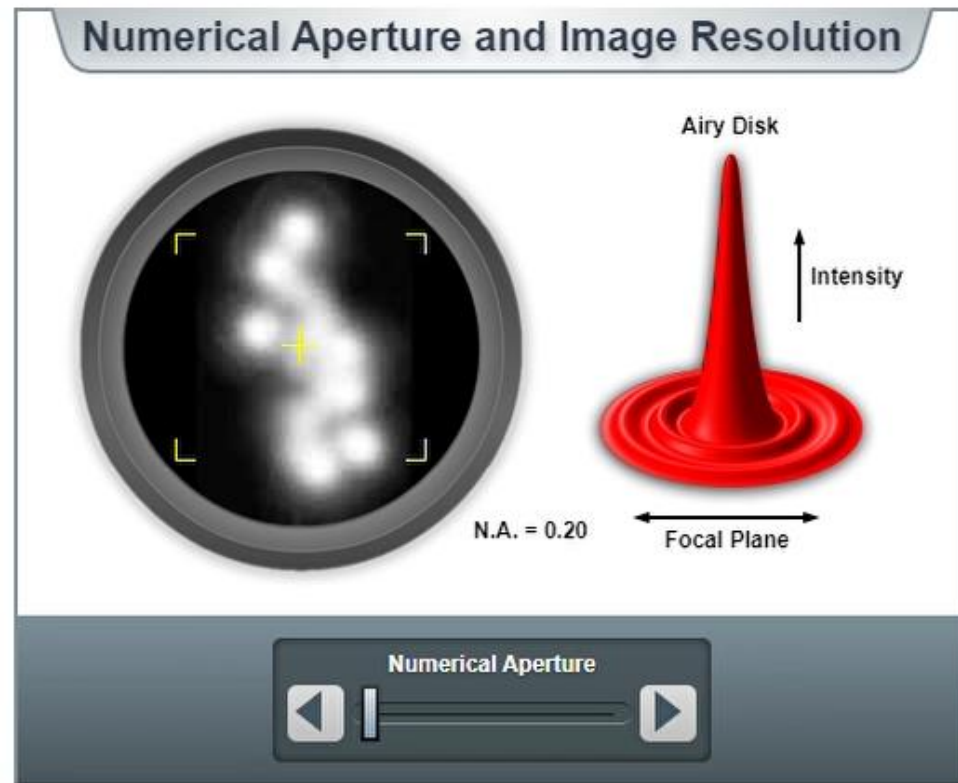 Numerical Aperture and Image Resolution
Airy Disk
Intensity
N.A. = 0.20
Focal Plane
Numerical Aperture